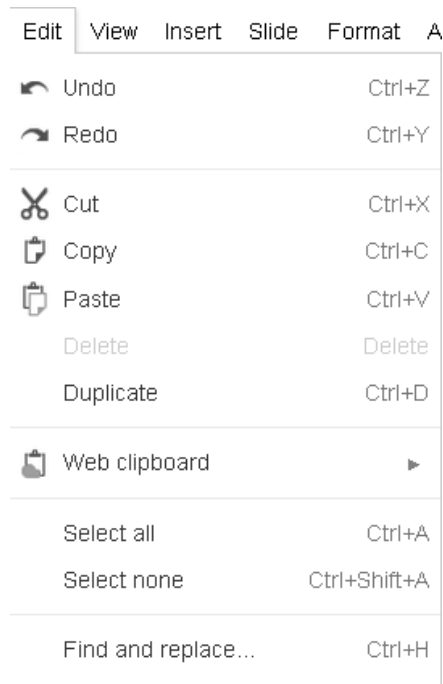 Edit View Insert Slide Format A
Undo Ctrl+Z
Redo Ctrl+Y
Cut Ctrl+X
Copy Ctrl+C
Paste Ctrl+V
Delete Delete
Duplicate Ctrl+D
Web clipboard
Select all Ctrl+A
Select none Ctrl+Shift+A
Find and replace... Ctrl+H